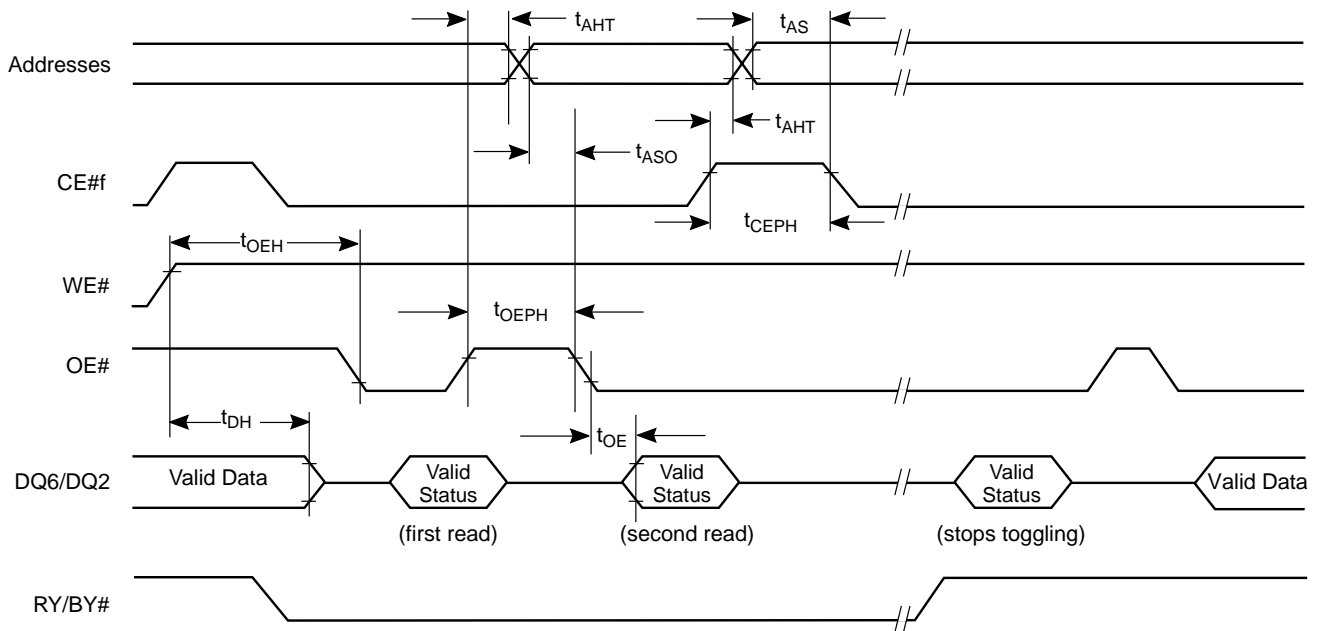 tAHT
tAS
Addresses
tAHT
tASO
CE#f
tCEPH
tOEH
WE#
tOEPH
OE#
tDH
tOE
DQ6/DQ2
Valid Data
Valid
Status
Valid
Status
Valid
Status
Valid Data
(first read)
(second read)
(stops toggling)
RY/BY#